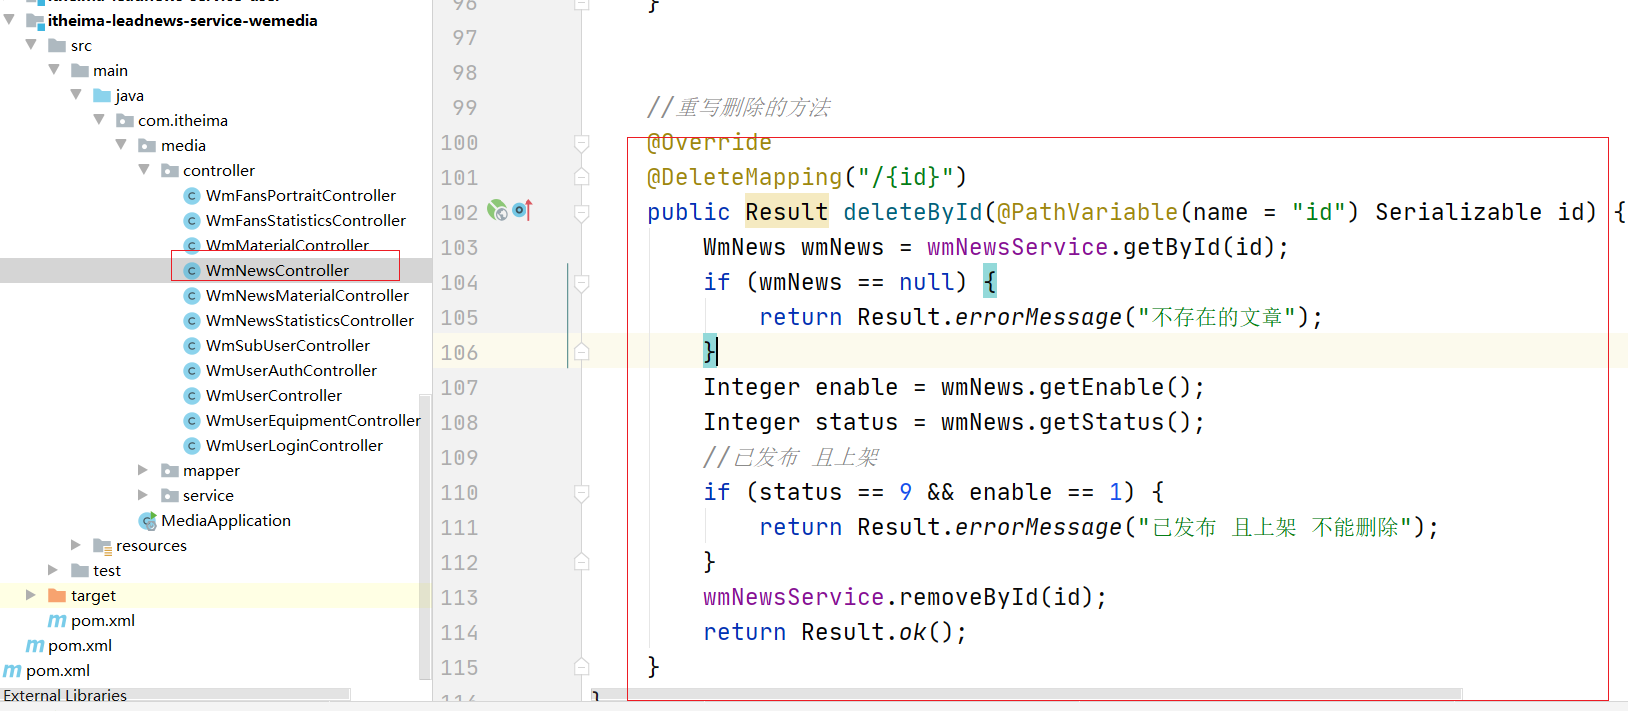 itheima-leadnews-service-wemedia
src
main
java
com.itheima
media
controller
WmFansPortraitController
WmFansStatisticsController
WmMaterialController
WmNewsController
WmNewsMaterialController
WmNewsStatisticsController
WmSubUserController
WmUserAuthController
WmUserController
WmUserEquipmentController
WmUserLoginController
mapper
service
MediaApplication
resources
test
target
pom.xml
pom.xml
pom.xml
External Libraries
96 }
97
98
99 //重写删除的方法
100 @Override
101 @DeleteMapping("/{id}")
102 public Result deleteById(@PathVariable(name = "id") Serializable id) {
103 WmNews wmNews = wmNewsService.getById(id);
104 if (wmNews == null) {
105 return Result.errorMessage("不存在的文章");
106 }
107 Integer enable = wmNews.getEnable();
108 Integer status = wmNews.getStatus();
109 //已发布 且上架
110 if (status == 9 && enable == 1) {
111 return Result.errorMessage("已发布 且上架 不能删除");
112 }
113 wmNewsService.removeById(id);
114 return Result.ok();
115 }
116 }